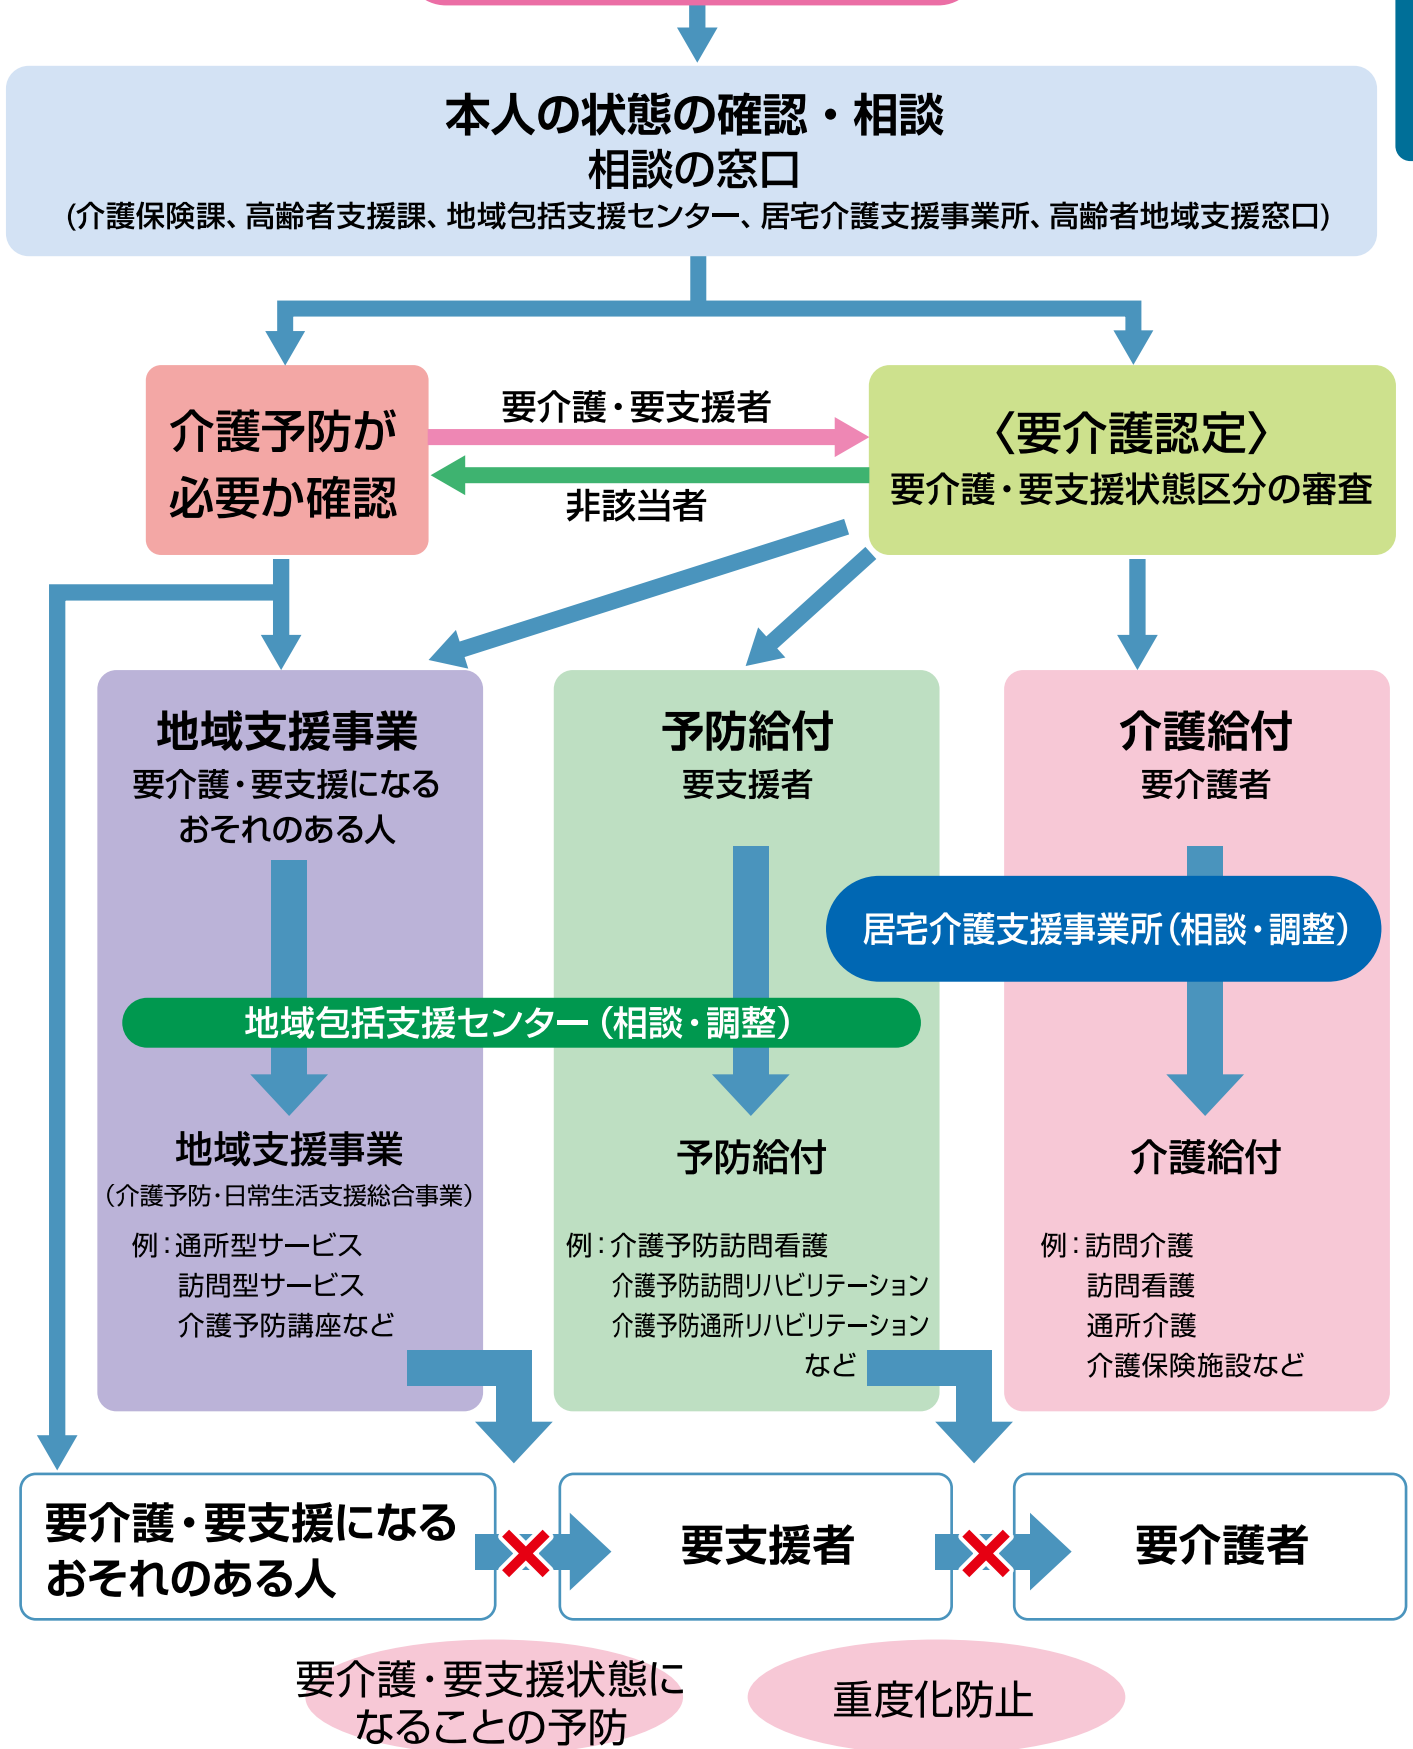 本人の状態の確認・相談
相談の窓口
(介護保険課、高齢者支援課、地域包括支援センター、居宅介護支援事業所、高齢者地域支援窓口)
介護予防が
必要か確認
要介護・要支援者
非該当者
〈要介護認定〉
要介護・要支援状態区分の審査
地域支援事業
要介護・要支援になる
おそれのある人
予防給付
要支援者
介護給付
要介護者
居宅介護支援事業所(相談・調整)
地域包括支援センター(相談・調整)
地域支援事業
(介護予防・日常生活支援総合事業)
例:通所型サービス
訪問型サービス
介護予防講座など
予防給付
例:介護予防訪問看護
介護予防訪問リハビリテーション
介護予防通所リハビリテーション
など
介護給付
例:訪問介護
訪問看護
通所介護
介護保険施設など
要介護・要支援になる
おそれのある人
要支援者
要介護者
要介護・要支援状態に
なることの予防
重度化防止